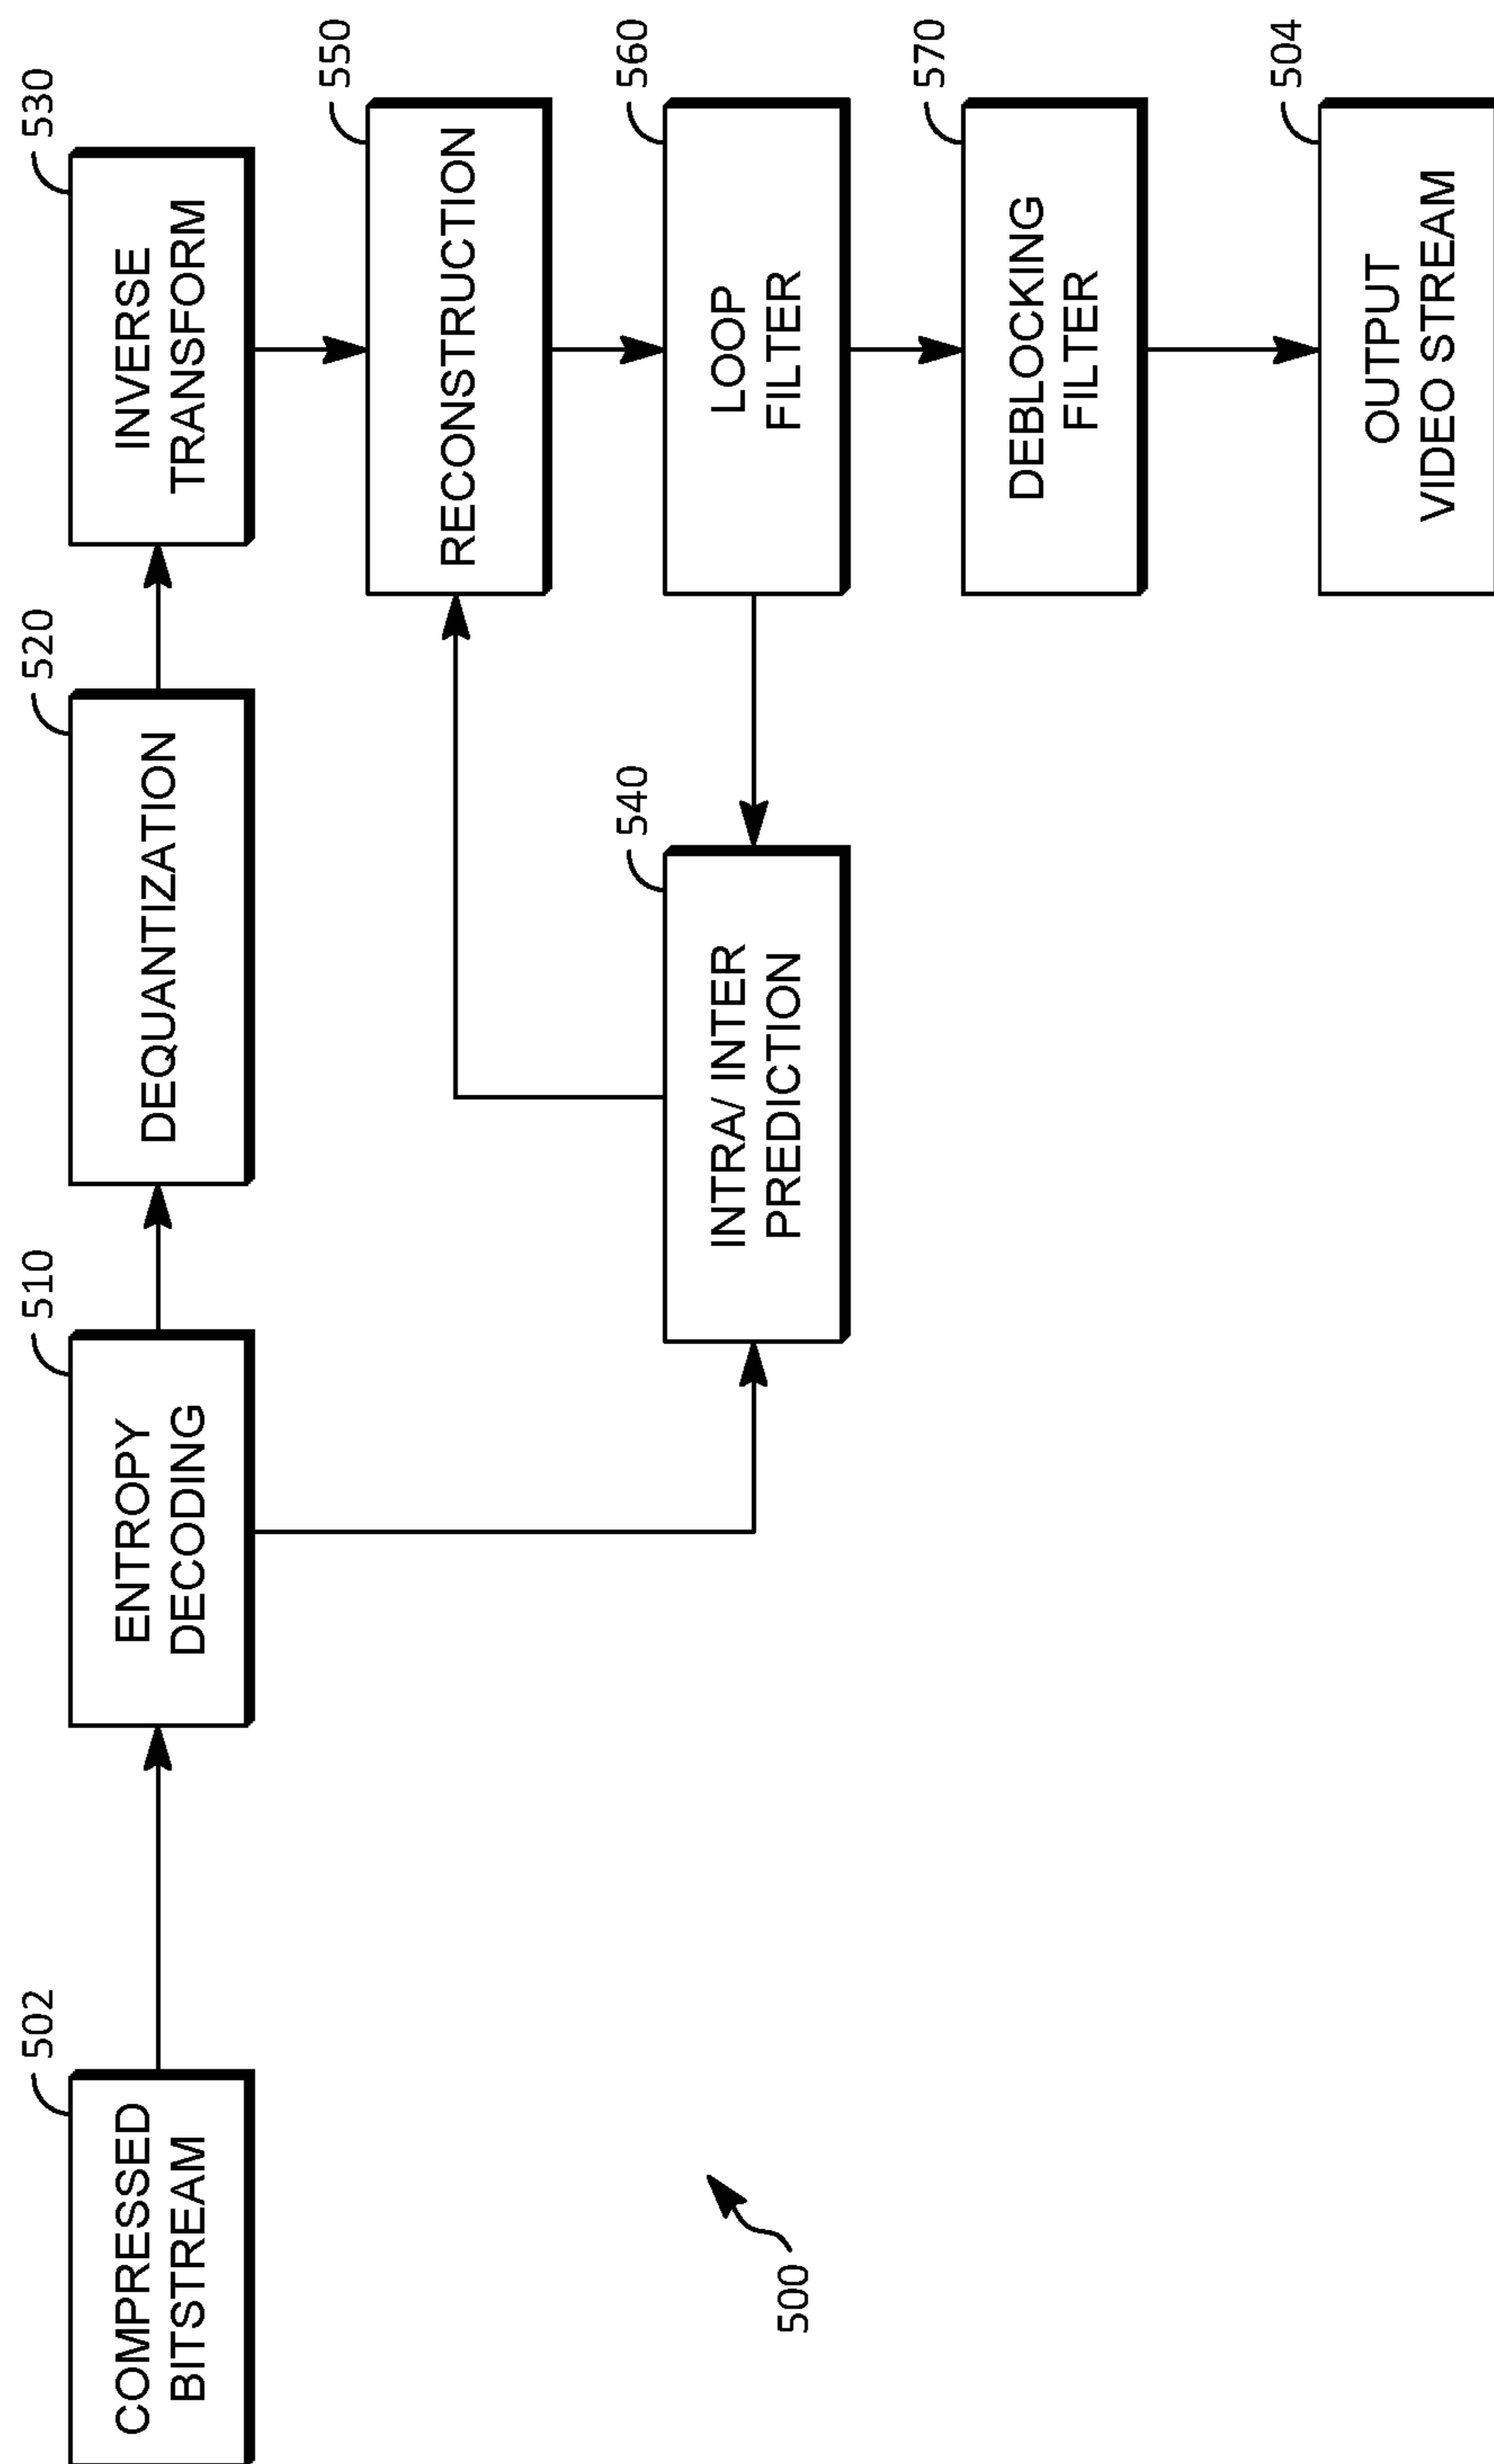 502
COMPRESSED
BITSTREAM
510
ENTROPY
DECODING
520
DEQUANTIZATION
530
INVERSE
TRANSFORM
550
RECONSTRUCTION
540
INTRA/ INTER
PREDICTION
560
LOOP
FILTER
570
DEBLOCKING
FILTER
504
OUTPUT
VIDEO STREAM
500